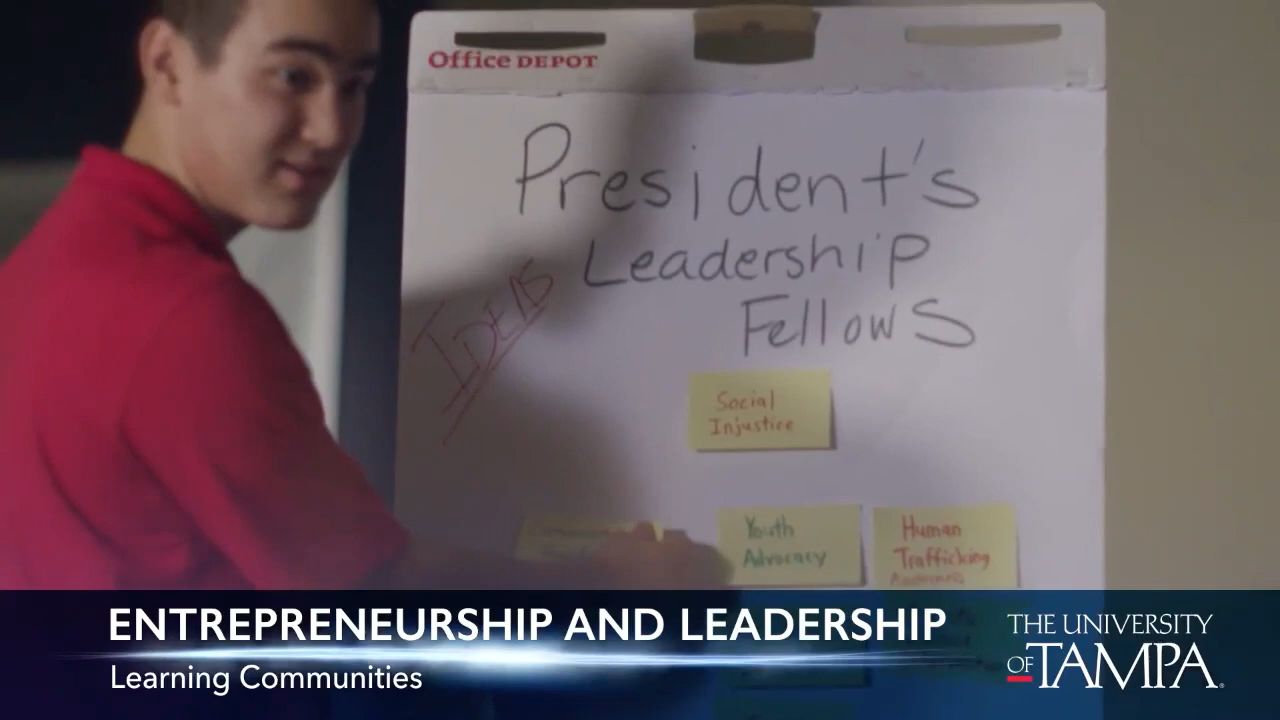 Office DEPOT
President's
Leadership
Fellows
IDEAS
Social
Injustice
Youth
Advocacy
Human
Trafficking
Awareness
ENTREPRENEURSHIP AND LEADERSHIP
Learning Communities
THE UNIVERSITY
OF TAMPA.